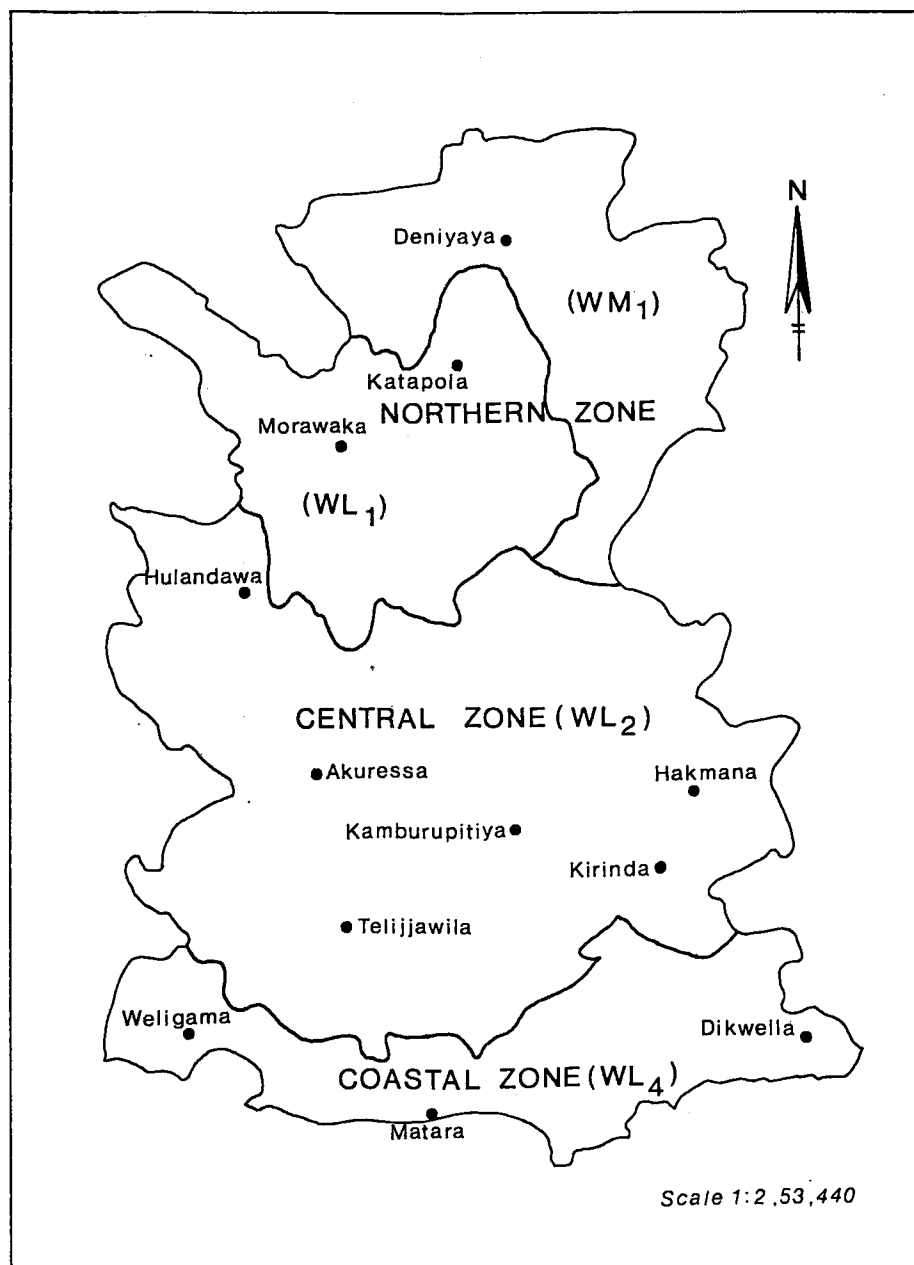 N
Deniyaya
(WM₁)
Katapola
NORTHERN ZONE
Morawaka
(WL₁)
Hulandawa
CENTRAL ZONE (WL₂)
Akuressa
Hakmana
Kamburupitiya
Kirinda
Telijjawila
Weligama
Dikwella
COASTAL ZONE (WL₄)
Matara
Scale 1:2,53,440